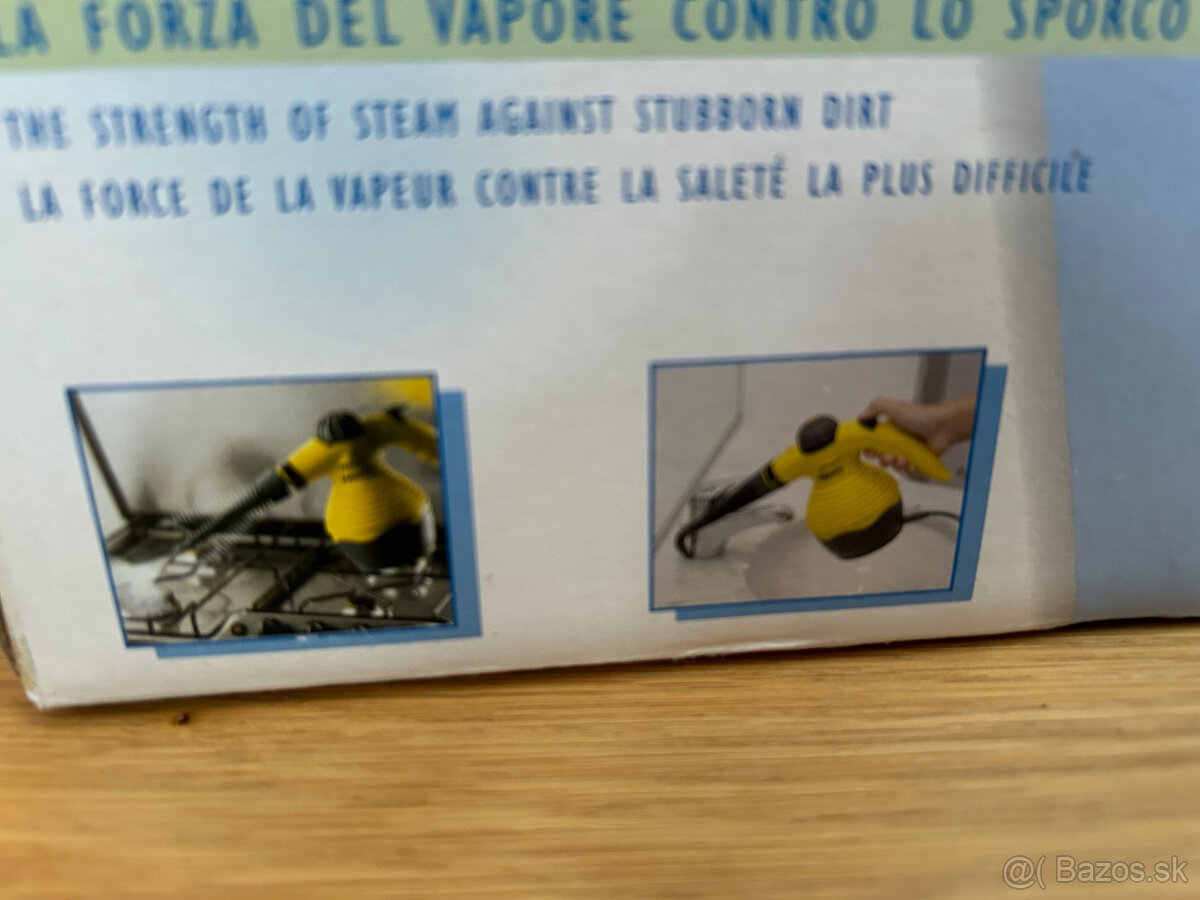 LA FORZA DEL VAPORE CONTRO LO SPORCO
THE STRENGTH OF STEAM AGAINST STUBBORN DIRT
LA FORCE DE LA VAPEUR CONTRE LA SALETÉ LA PLUS DIFFICILE
@( Bazos.sk